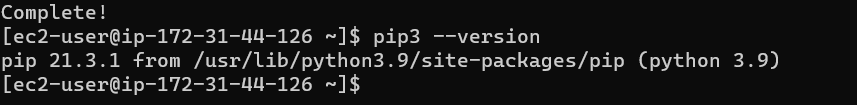 Complete!
[ec2-user@ip-172-31-44-126 ~]$ pip3 --version
pip 21.3.1 from /usr/lib/python3.9/site-packages/pip (python 3.9)
[ec2-user@ip-172-31-44-126 ~]$